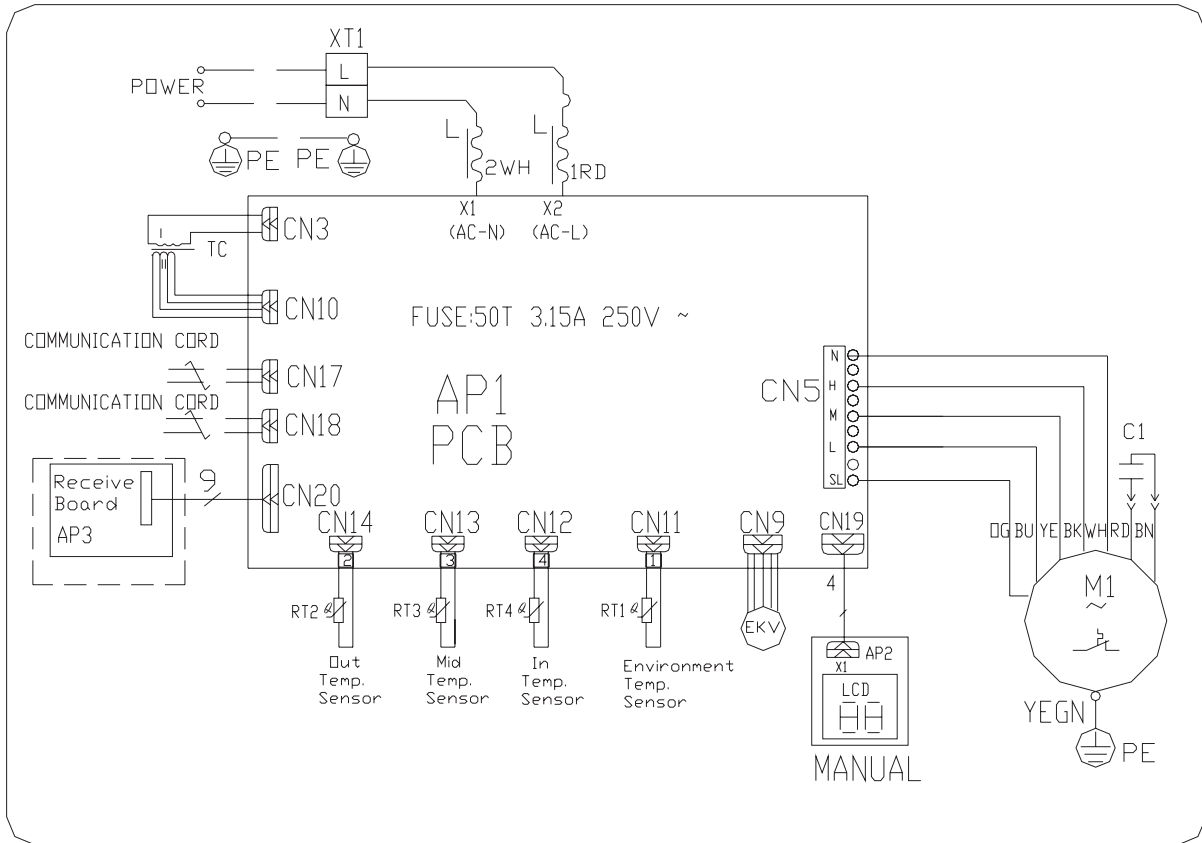 XT1
POWER
L
N
PE PE
L
2WH
L
1RD
X1
(AC-N)
X2
(AC-L)
CN3
I
II
TC
CN10
FUSE:50T 3.15A 250V ~
COMMUNICATION CORD
CN17
COMMUNICATION CORD
CN18
AP1
PCB
CN5
N
H
M
L
SL
C1
Receive
Board
AP3
9
CN20
CN14
CN13
CN12
CN11
CN9
CN19
2
3
4
1
4
OG BU YE BK WH RD BN
M1
~
RT2
RT3
RT4
RT1
EKV
Out
Temp.
Sensor
Mid
Temp.
Sensor
In
Temp.
Sensor
Environment
Temp.
Sensor
AP2
X1
LCD
88
MANUAL
YEGN
PE